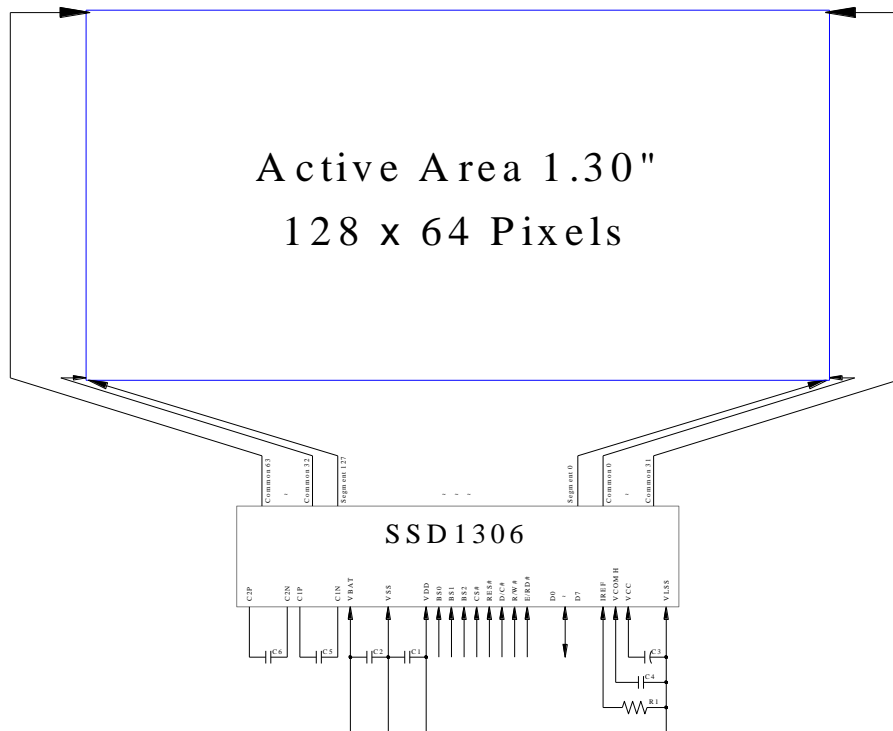 Active Area 1.30"
128 x 64 Pixels
Common 63
-
Common 32
Segment 127
- - -
Segment 0
Common 0
-
Common 31
SSD1306
C2P
C2N
C1P
C1N
VBAT
VSS
VDD
BS0
BS1
BS2
CS#
RES#
D/C#
R/W#
E/RD#
D0
-
D7
IREF
VCOMH
VCC
VLSS
C6
C5
C2
C1
C3
C4
R1